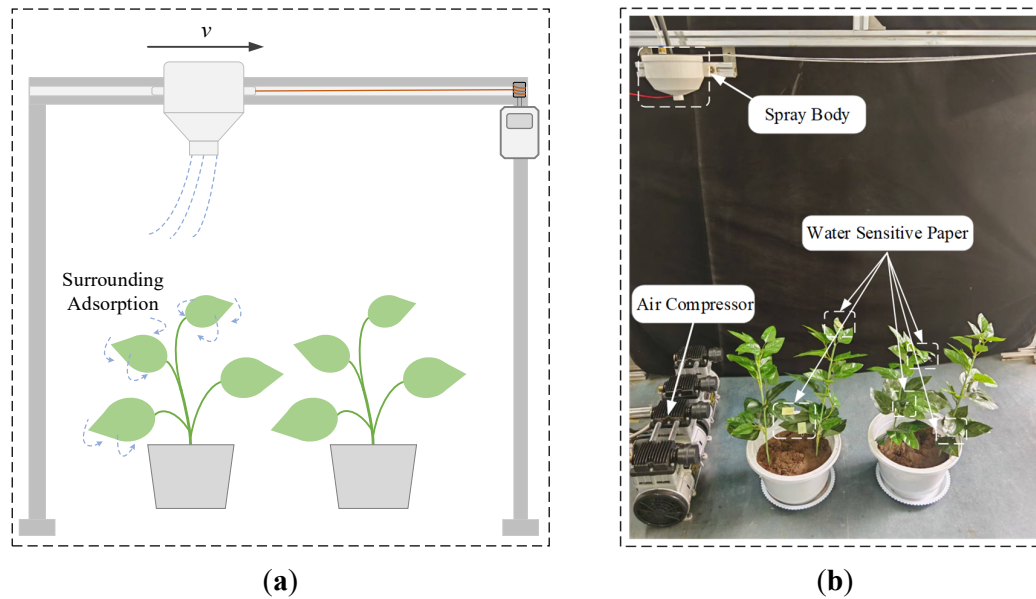 v
Surrounding
Adsorption
(a)
Spray Body
Water Sensitive Paper
Air Compressor
(b)